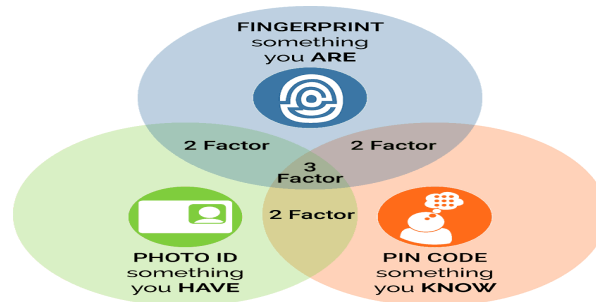 FINGERPRINT
something
you ARE
2 Factor
2 Factor
3
Factor
2 Factor
PHOTO ID
something
you HAVE
PIN CODE
something
you KNOW